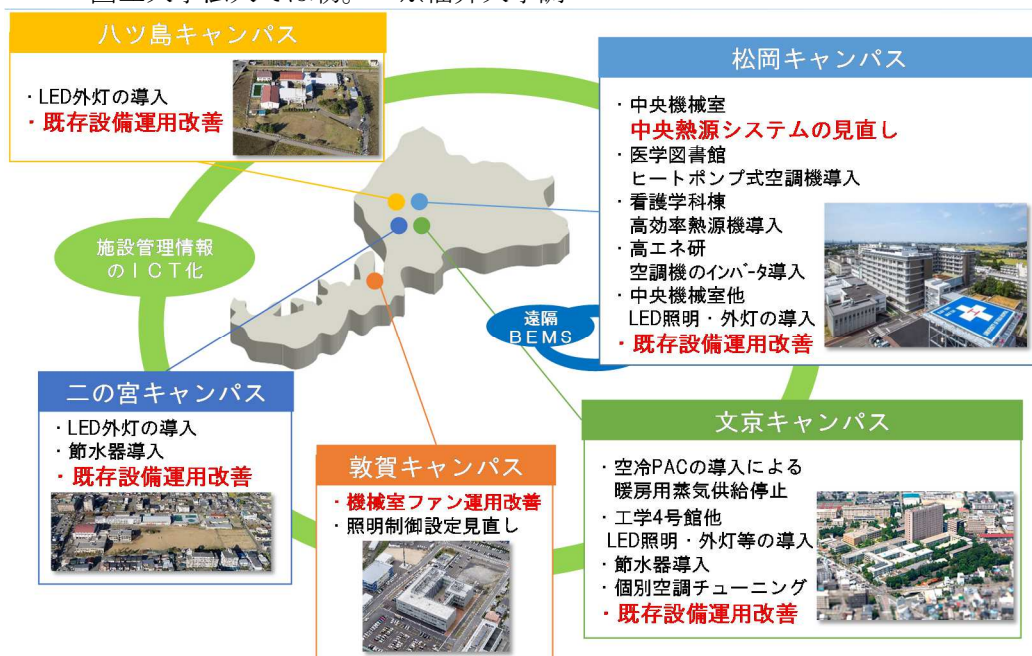 八ツ島キャンパス
・LED外灯の導入
・既存設備運用改善
松岡キャンパス
・中央機械室
中央熱源システムの見直し
・医学図書館
ヒートポンプ式空調機導入
・看護学科棟
高効率熱源機導入
・高エネ研
空調機のインバータ導入
・中央機械室他
LED照明・外灯の導入
・既存設備運用改善
施設管理情報
のICT化
遠隔
BEMS
二の宮キャンパス
・LED外灯の導入
・節水器導入
・既存設備運用改善
敦賀キャンパス
・機械室ファン運用改善
・照明制御設定見直し
文京キャンパス
・空冷PACの導入による
暖房用蒸気供給停止
・工学4号館他
LED照明・外灯等の導入
・節水器導入
・個別空調チューニング
・既存設備運用改善